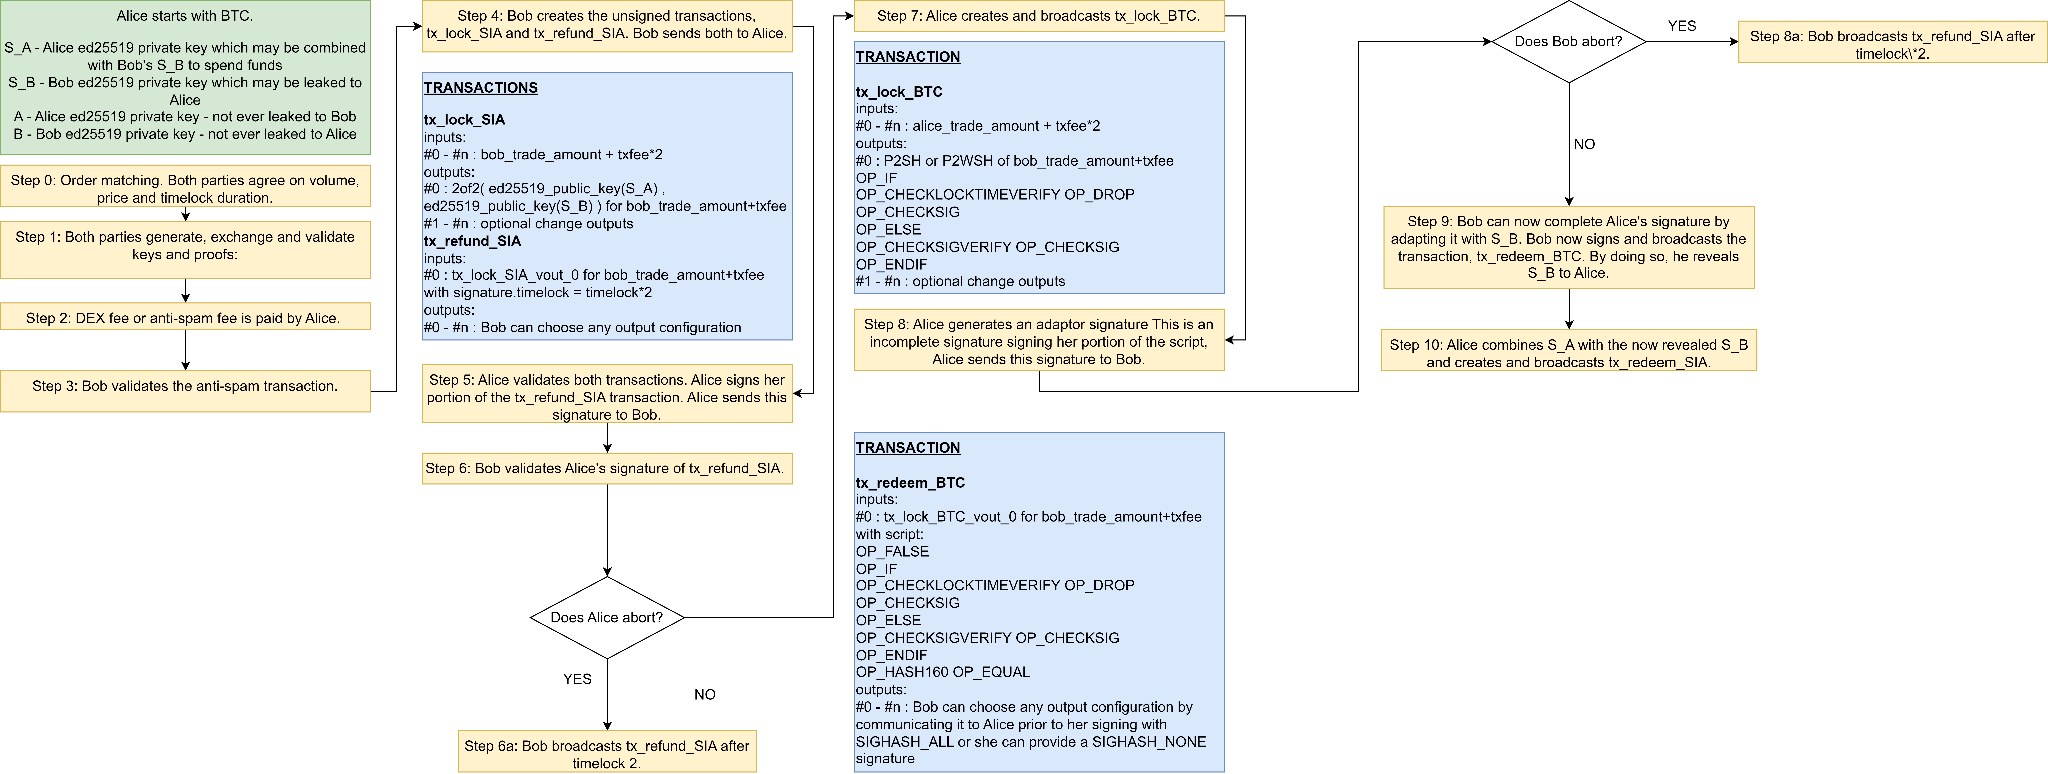 Alice starts with BTC.
S_A - Alice ed25519 private key which may be combined
with Bob's S_B to spend funds
S_B - Bob ed25519 private key which may be leaked to
Alice
A - Alice ed25519 private key - not ever leaked to Bob
B - Bob ed25519 private key - not ever leaked to Alice
Step 0: Order matching. Both parties agree on volume,
price and timelock duration.
Step 1: Both parties generate, exchange and validate
keys and proofs:
Step 2: DEX fee or anti-spam fee is paid by Alice.
Step 3: Bob validates the anti-spam transaction.
Step 4: Bob creates the unsigned transactions,
tx_lock_SIA and tx_refund_SIA. Bob sends both to Alice.
TRANSACTIONS
tx_lock_SIA
inputs:
#0 - #n : bob_trade_amount + txfee*2
outputs:
#0 : 2of2( ed25519_public_key(S_A) ,
ed25519_public_key(S_B) ) for bob_trade_amount+txfee
#1 - #n : optional change outputs
tx_refund_SIA
inputs:
#0 : tx_lock_SIA_vout_0 for bob_trade_amount+txfee
with signature.timelock = timelock*2
outputs:
#0 - #n : Bob can choose any output configuration
Step 5: Alice validates both transactions. Alice signs her
portion of the tx_refund_SIA transaction. Alice sends this
signature to Bob.
Step 6: Bob validates Alice's signature of tx_refund_SIA.
Does Alice abort?
YES
NO
Step 6a: Bob broadcasts tx_refund_SIA after
timelock 2.
Step 7: Alice creates and broadcasts tx_lock_BTC.
TRANSACTION
tx_lock_BTC
inputs:
#0 - #n : alice_trade_amount + txfee*2
outputs:
#0 : P2SH or P2WSH of bob_trade_amount+txfee
OP_IF
OP_CHECKLOCKTIMEVERIFY OP_DROP
OP_CHECKSIG
OP_ELSE
OP_CHECKSIGVERIFY OP_CHECKSIG
OP_ENDIF
#1 - #n : optional change outputs
Step 8: Alice generates an adaptor signature This is an
incomplete signature signing her portion of the script,
Alice sends this signature to Bob.
TRANSACTION
tx_redeem_BTC
inputs:
#0 : tx_lock_BTC_vout_0 for bob_trade_amount+txfee
with script:
OP_FALSE
OP_IF
OP_CHECKLOCKTIMEVERIFY OP_DROP
OP_CHECKSIG
OP_ELSE
OP_CHECKSIGVERIFY OP_CHECKSIG
OP_ENDIF
OP_HASH160 OP_EQUAL
outputs:
#0 - #n : Bob can choose any output configuration by
communicating it to Alice prior to her signing with
SIGHASH_ALL or she can provide a SIGHASH_NONE
signature
Does Bob abort?
YES
Step 8a: Bob broadcasts tx_refund_SIA after
timelock\*2.
NO
Step 9: Bob can now complete Alice's signature by
adapting it with S_B. Bob now signs and broadcasts the
transaction, tx_redeem_BTC. By doing so, he reveals
S_B to Alice.
Step 10: Alice combines S_A with the now revealed S_B
and creates and broadcasts tx_redeem_SIA.